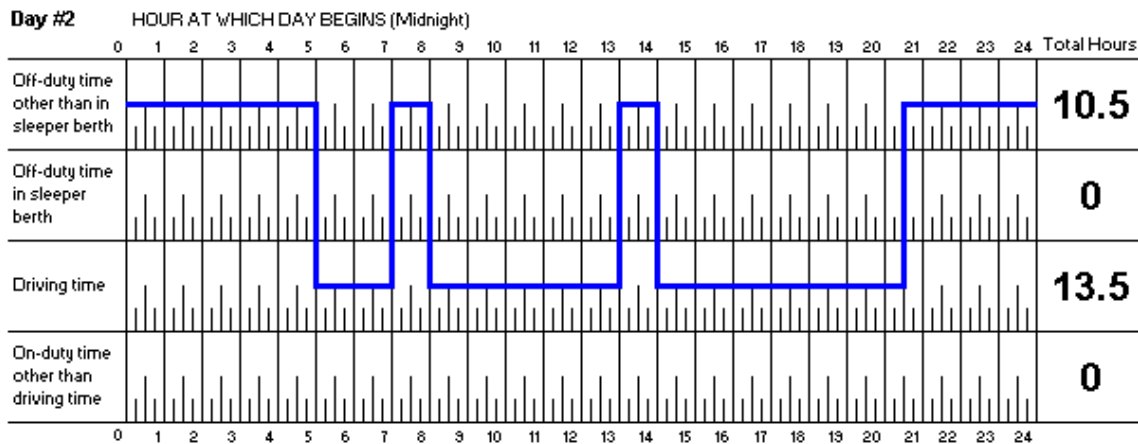 Day #2 HOUR AT WHICH DAY BEGINS (Midnight)
0 1 2 3 4 5 6 7 8 9 10 11 12 13 14 15 16 17 18 19 20 21 22 23 24 Total Hours
Off-duty time
other than in
sleeper berth
10.5
Off-duty time
in sleeper
berth
0
Driving time
13.5
On-duty time
other than
driving time
0
0 1 2 3 4 5 6 7 8 9 10 11 12 13 14 15 16 17 18 19 20 21 22 23 24